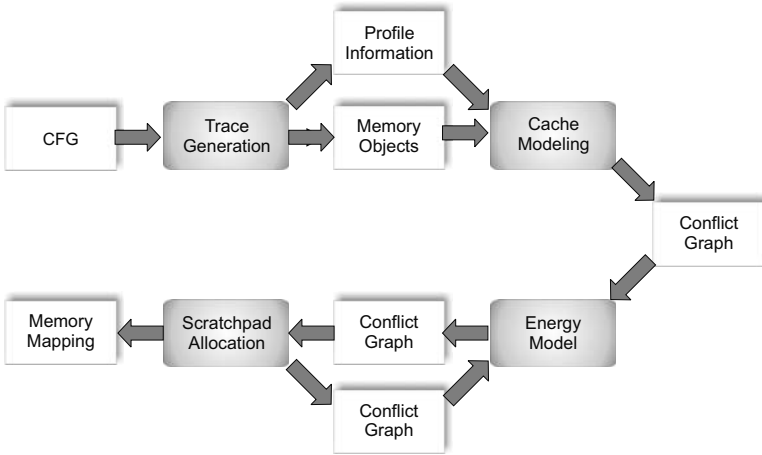 Profile
Information
CFG
Trace
Generation
Memory
Objects
Cache
Modeling
Conflict
Graph
Memory
Mapping
Scratchpad
Allocation
Conflict
Graph
Energy
Model
Conflict
Graph